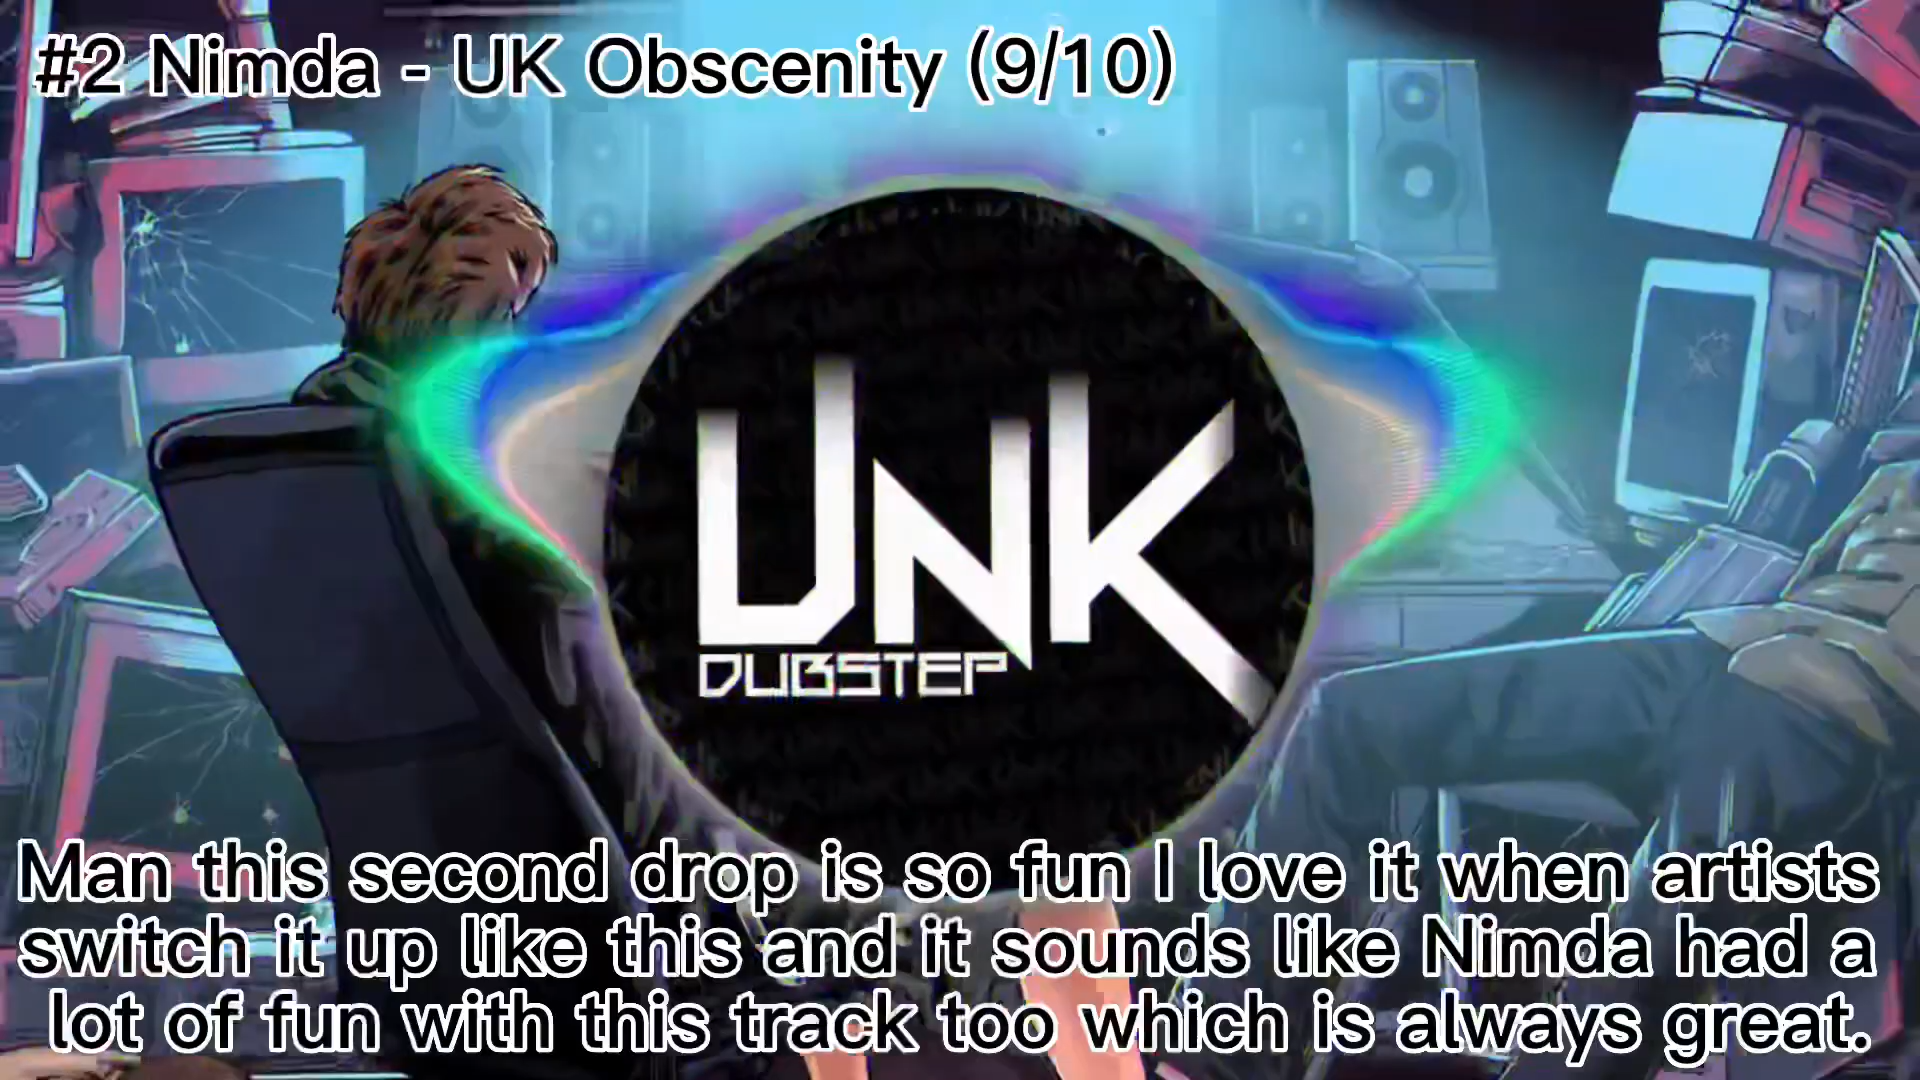 #2 Nimda - UK Obscenity (9/10)
UNK
DUBSTEP
Man this second drop is so fun I love it when artists
switch it up like this and it sounds like Nimda had a
lot of fun with this track too which is always great.